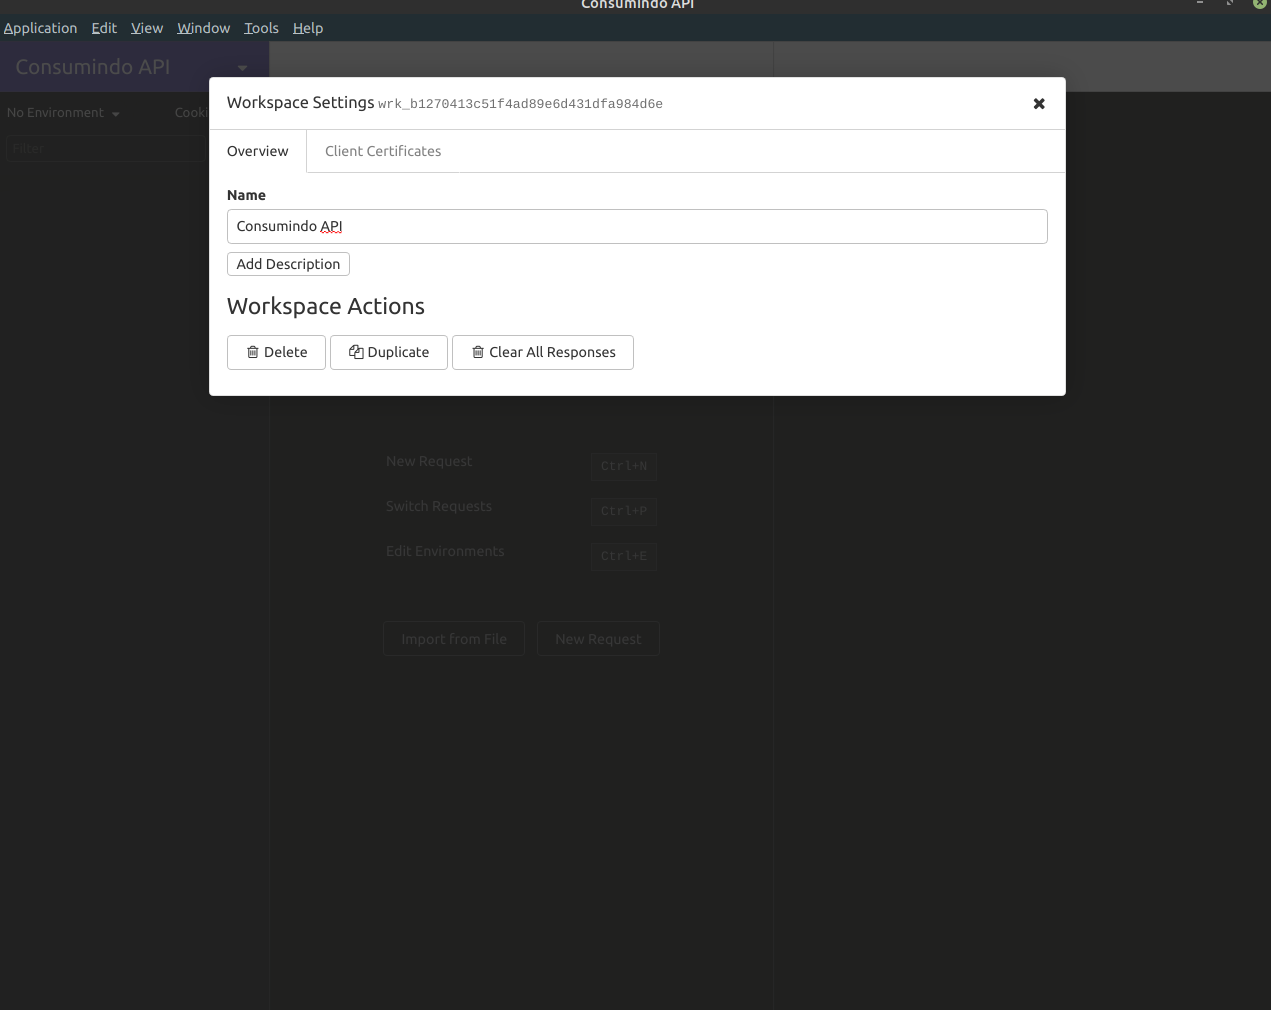 Consumindo API
Application Edit View Window Tools Help
Consumindo API
No Environment
Cooki
Filter
Workspace Settings wrk_b1270413c51f4ad89e6d431dfa984d6e
Overview Client Certificates
Name
Consumindo API
Add Description
Workspace Actions
Delete Duplicate Clear All Responses
New Request Ctrl+N
Switch Requests Ctrl+P
Edit Environments Ctrl+E
Import from File New Request